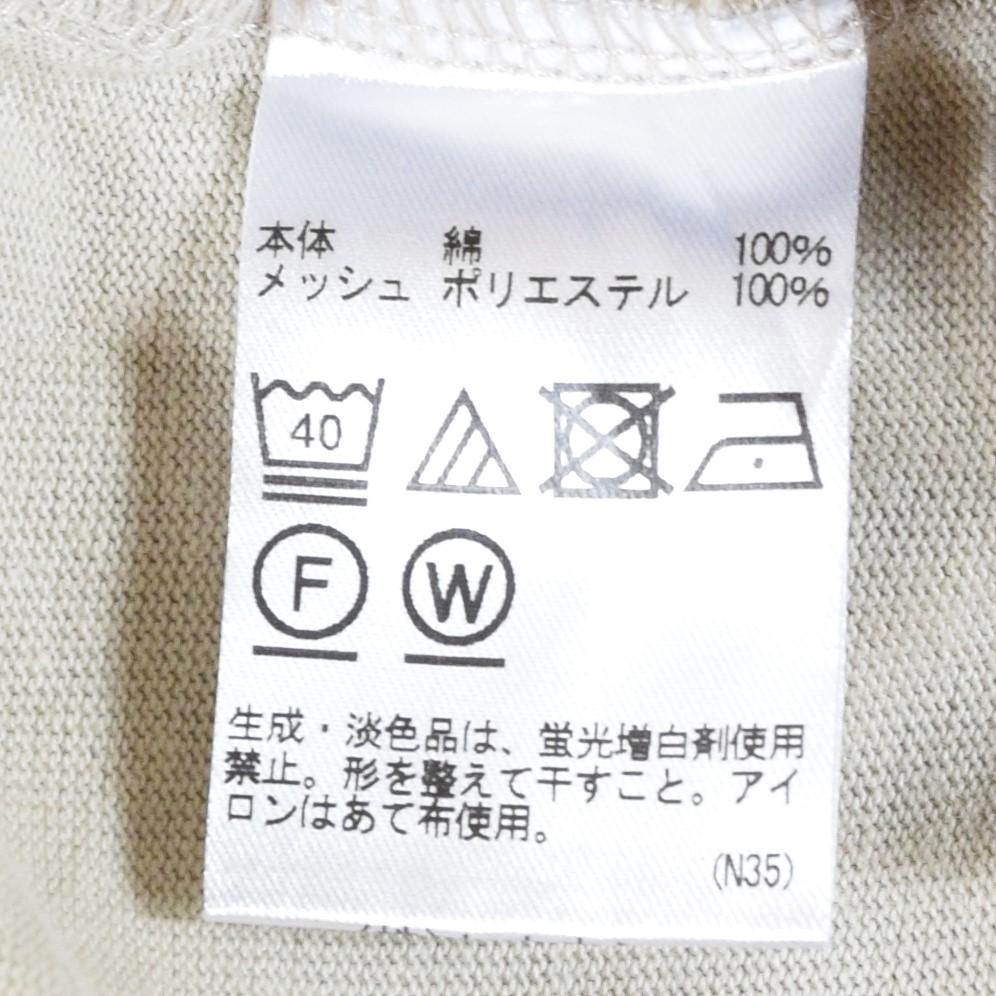 本体 綿 100%
メッシュ ポリエステル 100%
40
F W
生成・淡色品は、蛍光増白剤使用
禁止。形を整えて干すこと。アイ
ロンはあて布使用。
(N35)